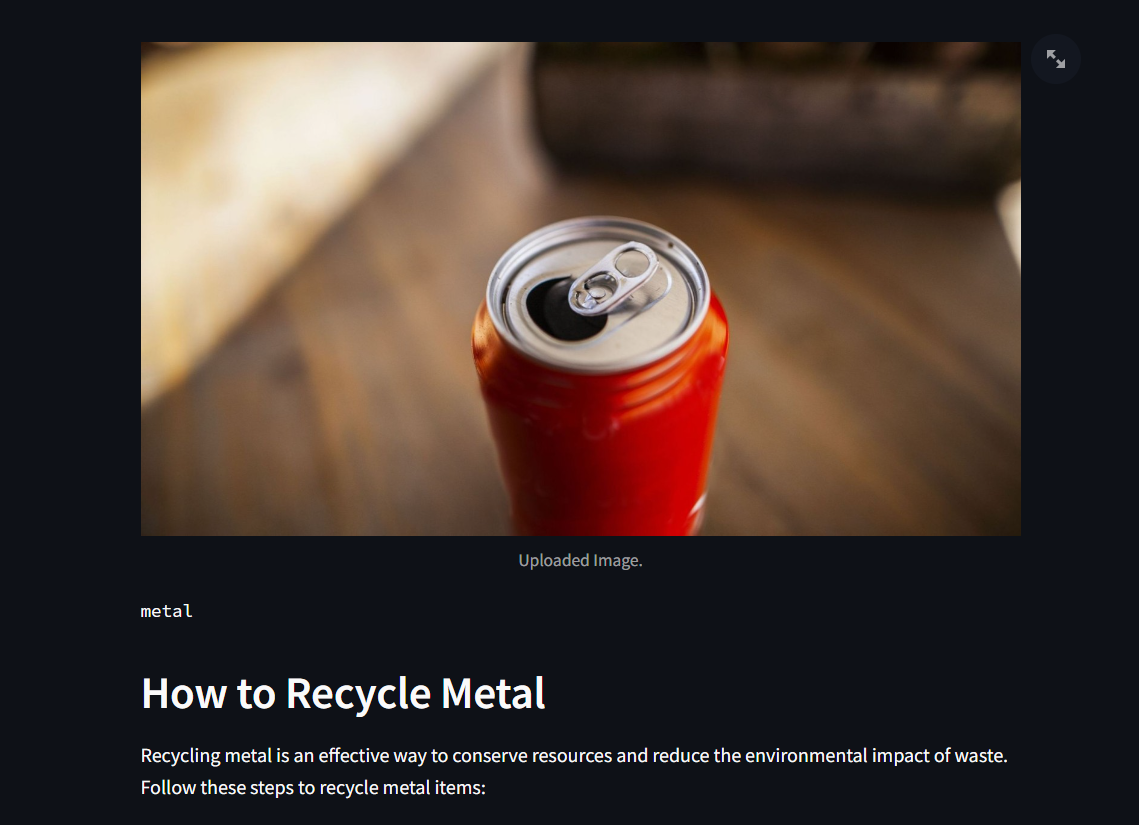 Uploaded Image.
metal
How to Recycle Metal
Recycling metal is an effective way to conserve resources and reduce the environmental impact of waste.
Follow these steps to recycle metal items: